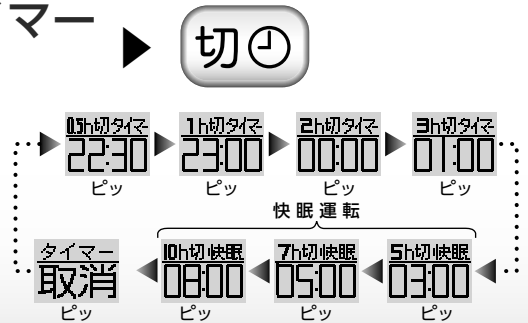 マー
切
0.5h切タイマー 1h切タイマー 2h切タイマー 3h切タイマー
22:30 23:00 00:00 01:00
ピッ ピッ ピッ ピッ
快眠運転
タイマー 10h切快眠 7h切快眠 5h切快眠
取消 08:00 05:00 03:00
ピッ ピッ ピッ ピッ